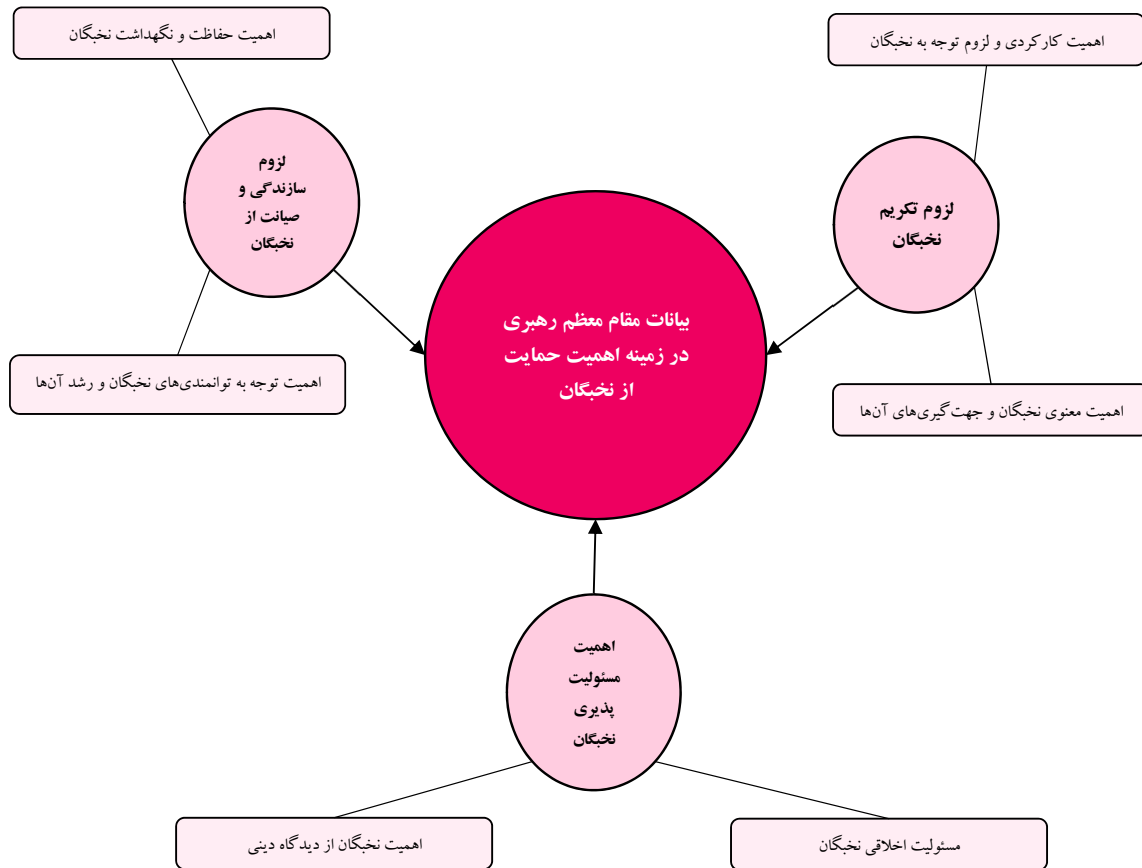 اهمیت کارکردی و لزوم توجه به نخبگان
لزوم تکریم
نخبگان
اهمیت معنوی نخبگان و جهت‌گیری‌های آن‌ها
اهمیت حفاظت و نگهداشت نخبگان
لزوم
سازندگی و
صیانت از
نخبگان
اهمیت توجه به توانمندی‌های نخبگان و رشد آن‌ها
بیانات مقام معظم رهبری
در زمینه اهمیت حمایت
از نخبگان
اهمیت
مسئولیت
پذیری
نخبگان
مسئولیت اخلاقی نخبگان
اهمیت نخبگان از دیدگاه دینی